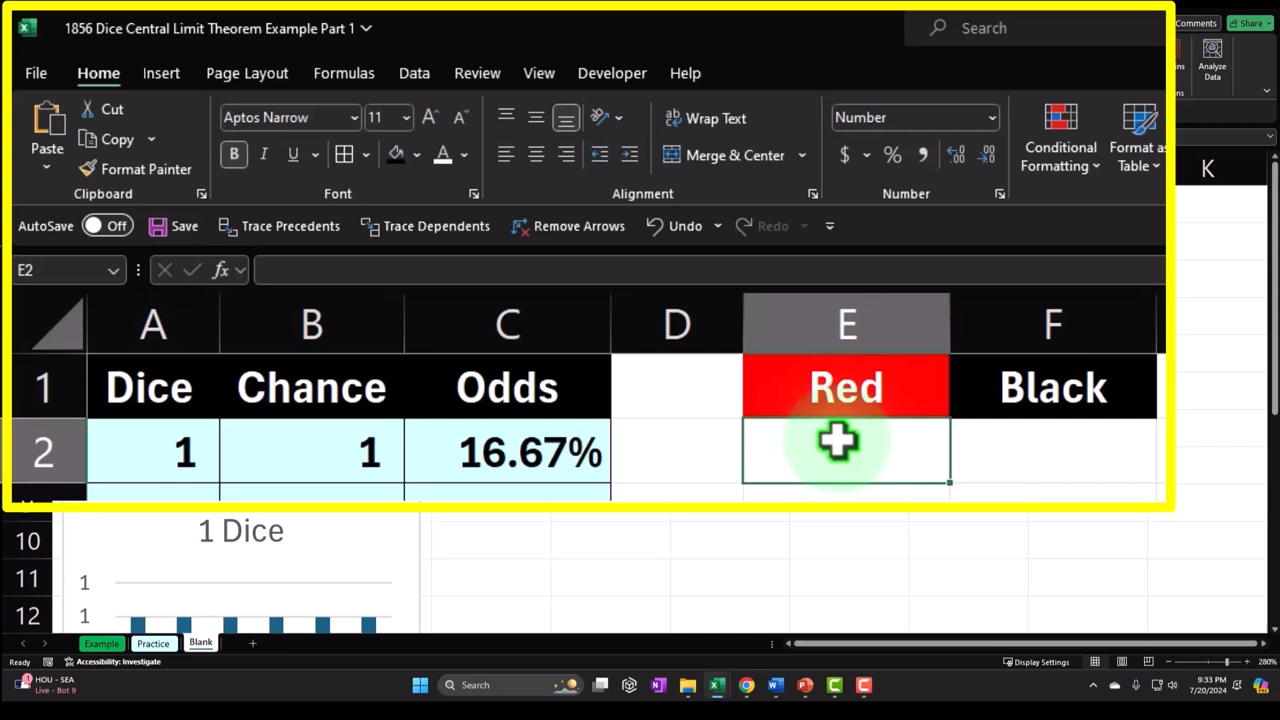 1856 Dice Central Limit Theorem Example Part 1
Search
Comments
Share
File Home Insert Page Layout Formulas Data Review View Developer Help
Analyze
Data
Cut
Copy
Format Painter
Paste
Clipboard
Aptos Narrow 11
B I U A
Font
Wrap Text
Merge & Center
Alignment
Number
$ % 9
Number
Conditional
Formatting
Format as
Table
AutoSave Off Save Trace Precedents Trace Dependents Remove Arrows Undo Redo
E2 fx
A B C D E F K
1 Dice Chance Odds Red Black
2 1 1 16.67%
10
11
12
1 Dice
1
1
Example Practice Blank +
Ready Accessibility: Investigate Display Settings 280%
HOU - SEA
Live - Bot 9
Search
9:33 PM
7/20/2024